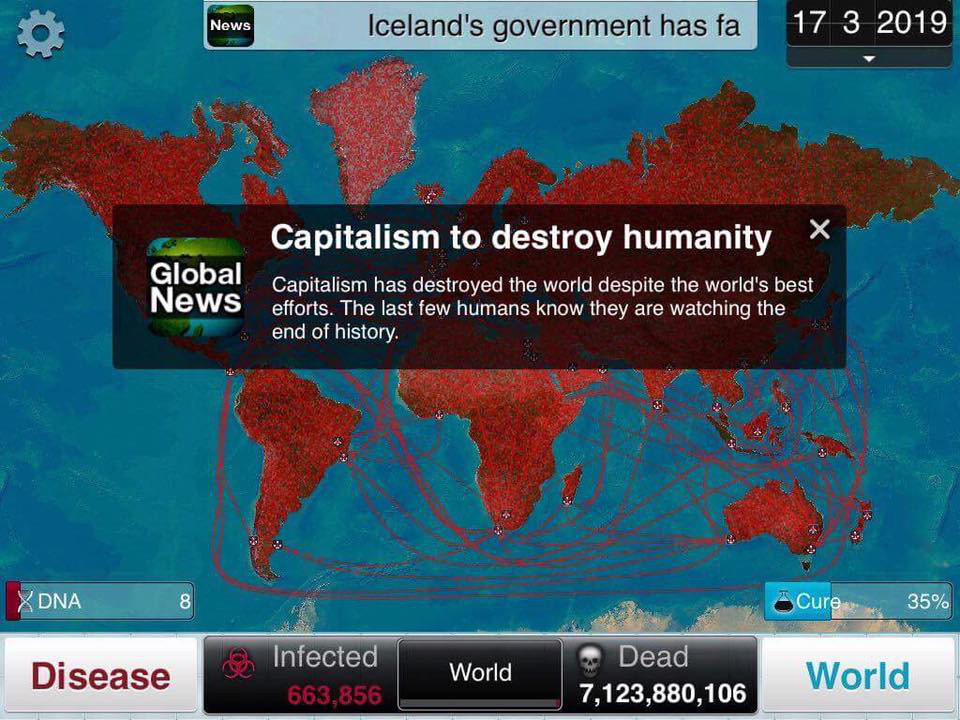 News
Iceland's government has fa
17 3 2019
Capitalism to destroy humanity
Global
News
Capitalism has destroyed the world despite the world's best
efforts. The last few humans know they are watching the
end of history.
DNA 8
Cure 35%
Disease
Infected
663,856
World
Dead
7,123,880,106
World